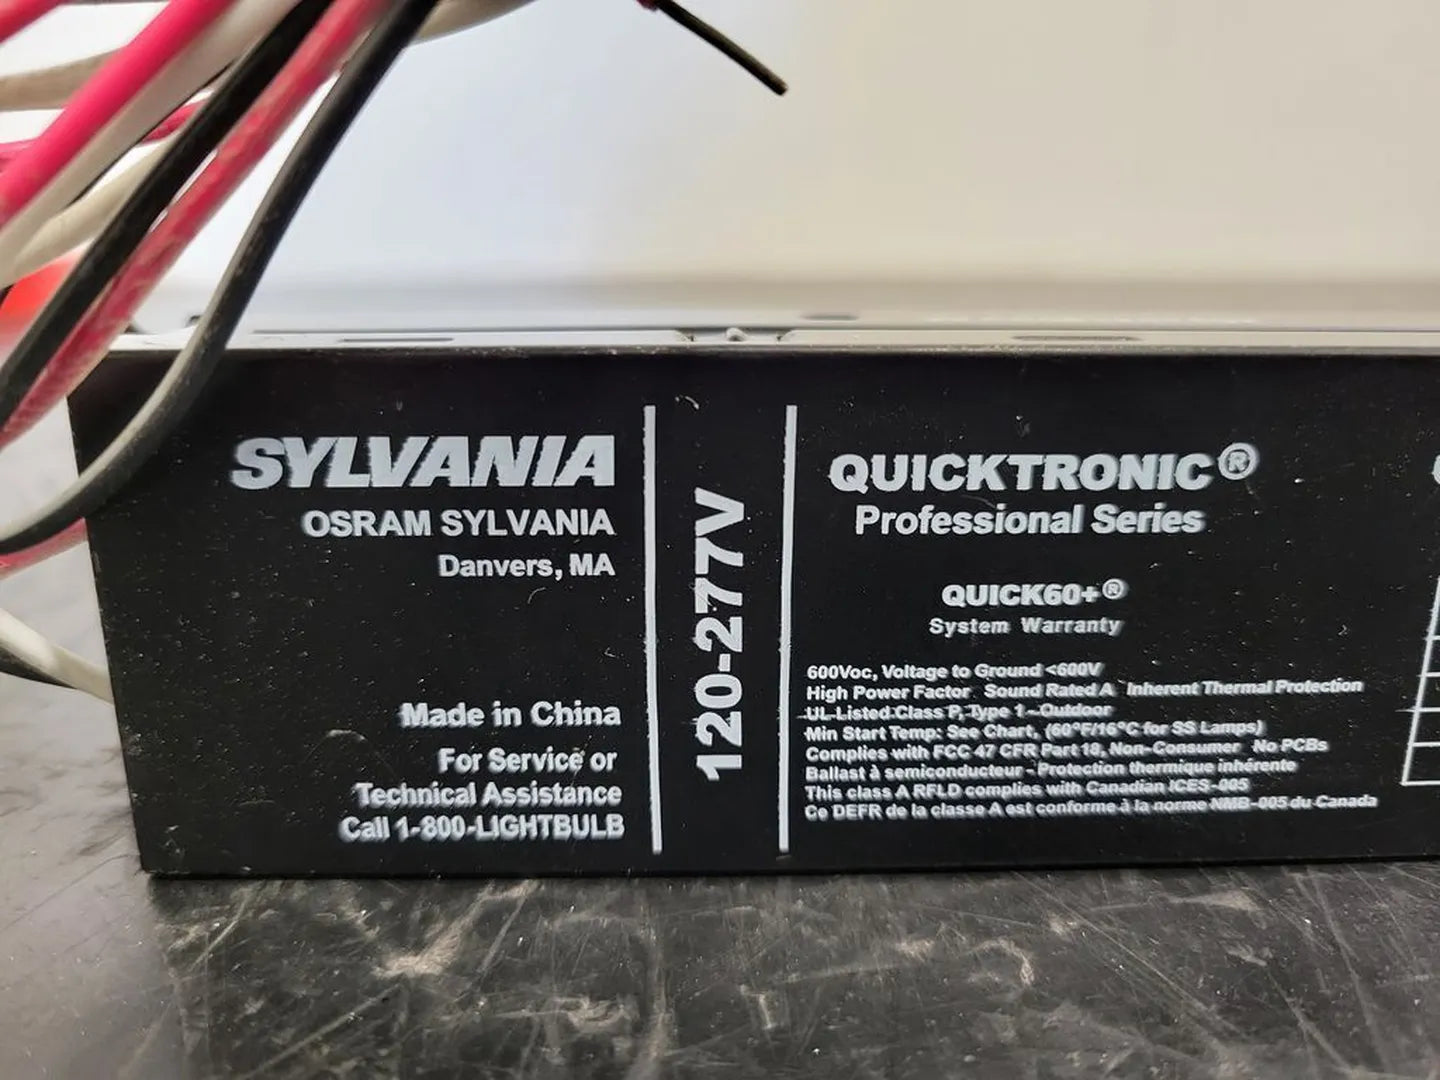 SYLVANIA
OSRAM SYLVANIA
Danvers, MA
Made in China
For Service or
Technical Assistance
Call 1-800-LIGHTBULB
120-277V
QUICKTRONIC®
Professional Series
QUICK60+®
System Warranty
600Voc, Voltage to Ground <600V
High Power Factor Sound Rated A Inherent Thermal Protection
UL Listed Class P, Type 1 - Outdoor
Min Start Temp: See Chart, (60°F/16°C for SS Lamps)
Complies with FCC 47 CFR Part 18, Non-Consumer No PCBs
Ballast à semiconducteur - Protection thermique inhérente
This class A RFLD complies with Canadian ICES-005
Ce DEFR de la classe A est conforme à la norme NMB-005 du Canada